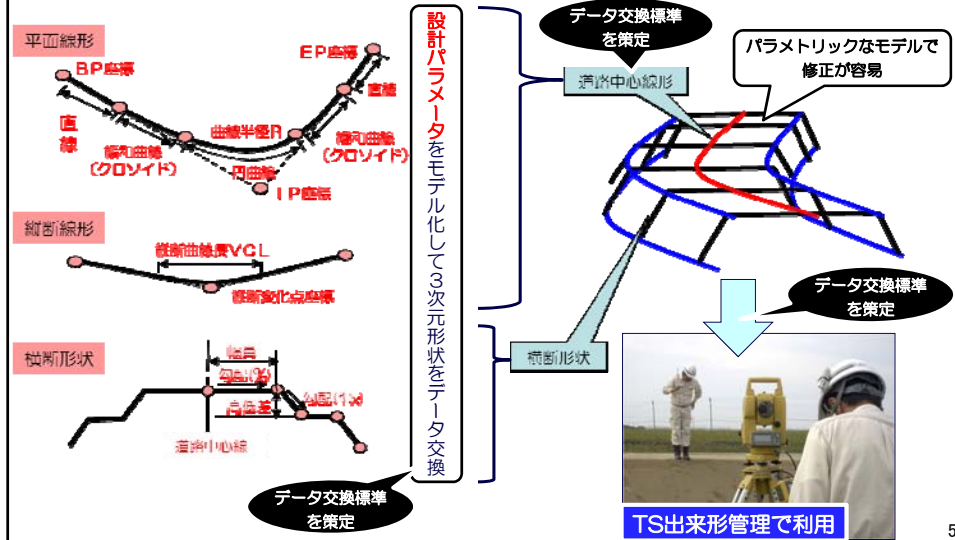 平面線形
BP座標
直線
緩和曲線
(クロソイド)
曲線半径R
円曲線
IP座標
緩和曲線
(クロソイド)
直線
EP座標
縦断線形
縦断曲線長VCL
縦断変化点座標
横断形状
幅員
勾配(%)
高低差
勾配(1:x)
道路中心線
設計パラメータをモデル化して3次元形状をデータ交換
データ交換標準
を策定
データ交換標準
を策定
道路中心線形
パラメトリックなモデルで
修正が容易
横断形状
データ交換標準
を策定
TS出来形管理で利用
5